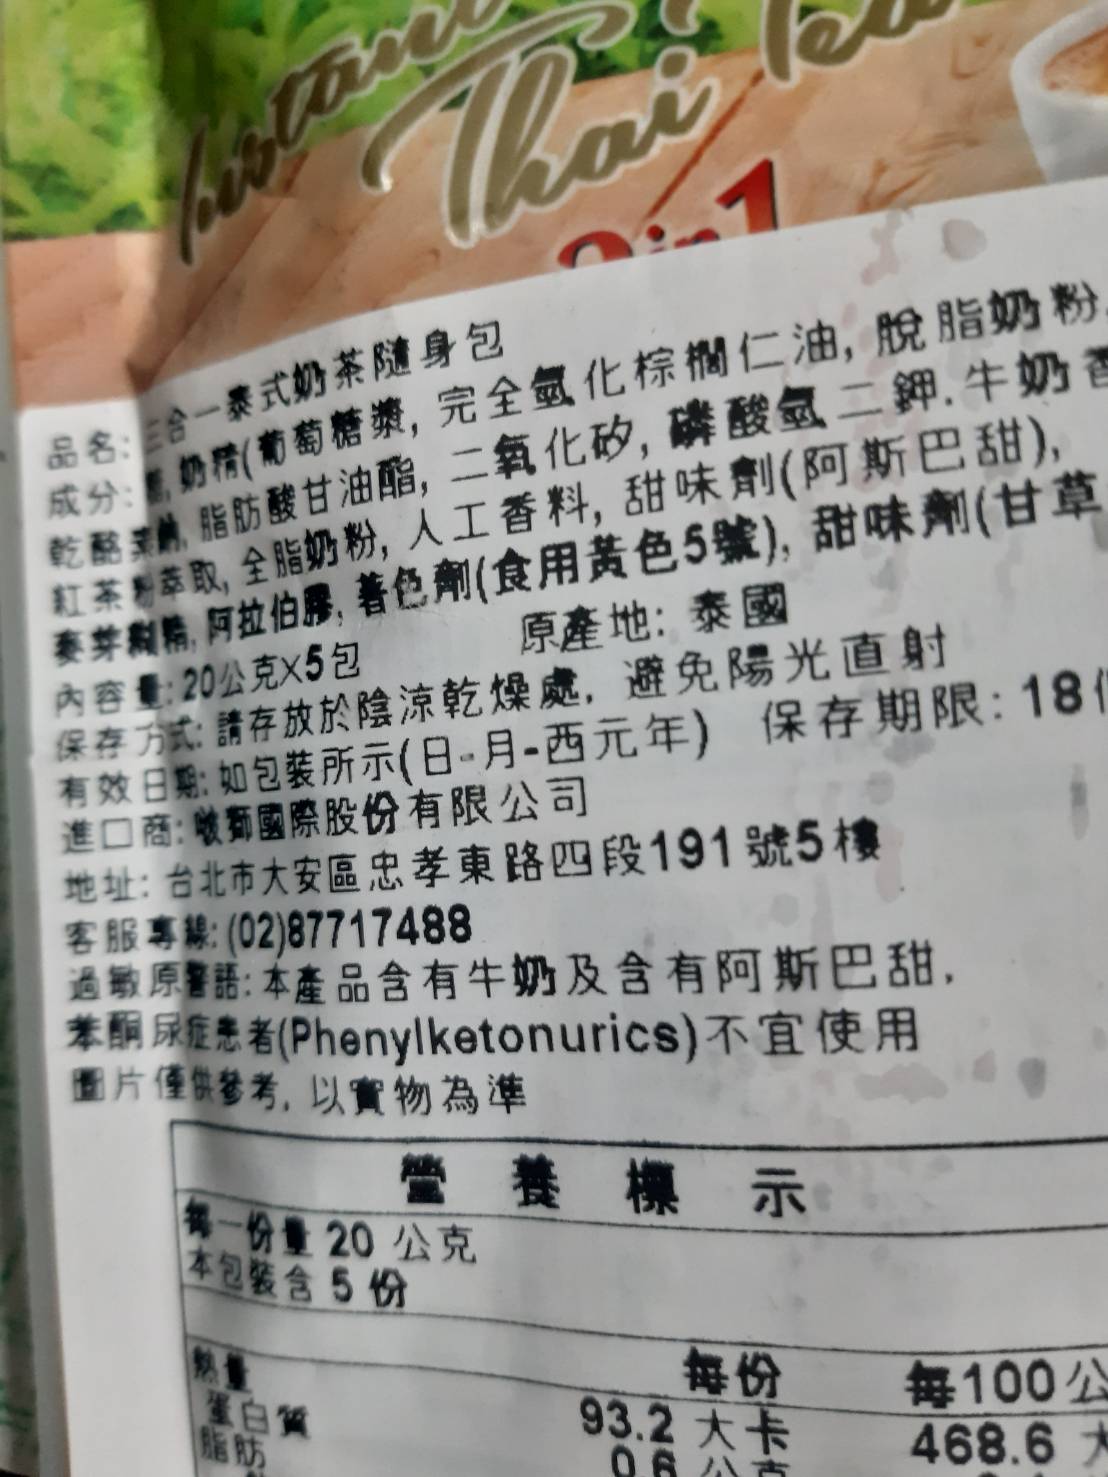 Instant Thai Tea
3in1
品名: 三合一泰式奶茶隨身包
成分: 糖, 奶精(葡萄糖漿, 完全氫化棕櫚仁油, 脫脂奶粉,
乾酪素鈉, 脂肪酸甘油酯, 二氧化矽, 磷酸氫二鉀.牛奶香
紅茶粉萃取, 全脂奶粉, 人工香料, 甜味劑(阿斯巴甜),
麥芽糊精, 阿拉伯膠, 著色劑(食用黃色5號), 甜味劑(甘草
內容量: 20公克X5包 原產地: 泰國
保存方式: 請存放於陰涼乾燥處, 避免陽光直射
有效日期: 如包裝所示(日-月-西元年) 保存期限: 18
進口商: 啵獅國際股份有限公司
地址: 台北市大安區忠孝東路四段191號5樓
客服專線: (02)87717488
過敏原警語: 本產品含有牛奶及含有阿斯巴甜,
苯酮尿症患者(Phenylketonurics)不宜使用
圖片僅供參考, 以實物為準
營養標示
每一份量 20 公克
本包裝含 5 份
每份 每100公
熱量 93.2 大卡 468.6 大
蛋白質 0.6 公克
脂肪